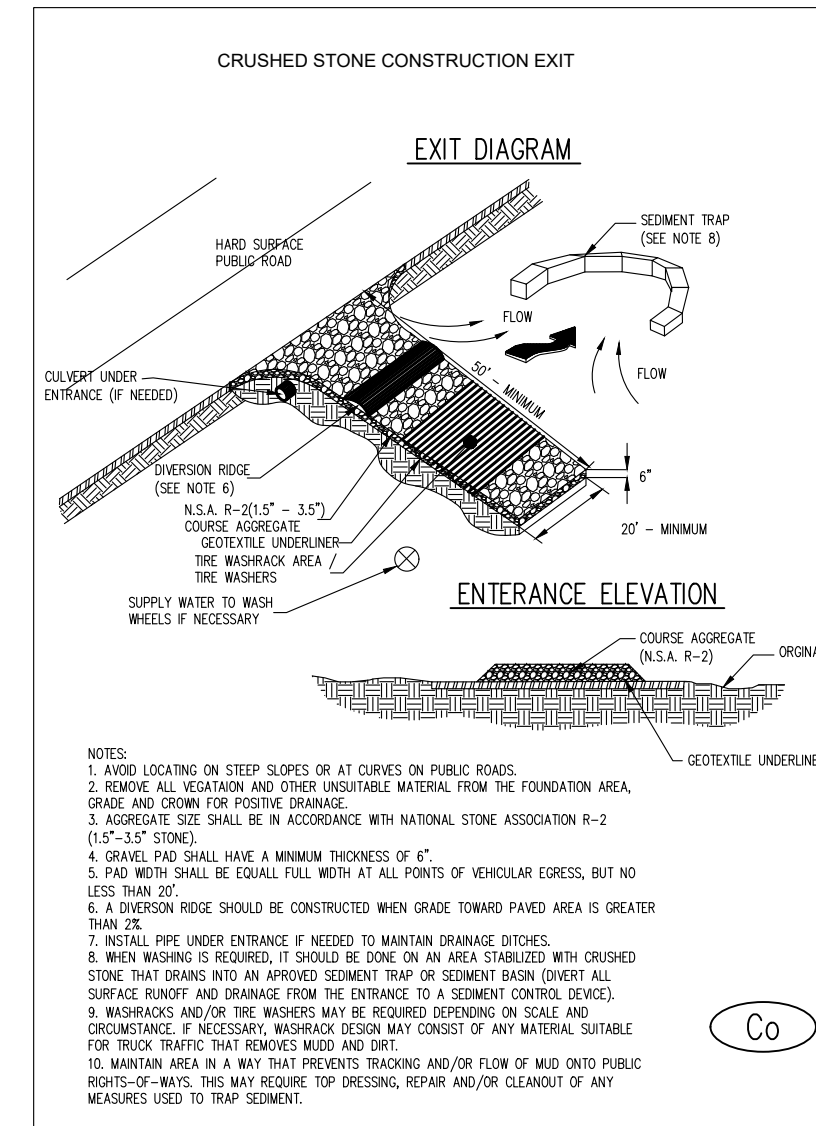 CRUSHED STONE CONSTRUCTION EXIT
EXIT DIAGRAM
SEDIMENT TRAP
(SEE NOTE 8)
HARD SURFACE
PUBLIC ROAD
FLOW
FLOW
50' - MINIMUM
CULVERT UNDER
ENTRANCE (IF NEEDED)
DIVERSION RIDGE
(SEE NOTE 6)
6"
N.S.A. R-2(1.5" - 3.5")
COURSE AGGREGATE
GEOTEXTILE UNDERLINER
20' - MINIMUM
TIRE WASHRACK AREA
TIRE WASHERS
SUPPLY WATER TO WASH
WHEELS IF NECESSARY
ENTERANCE ELEVATION
COURSE AGGREGATE
(N.S.A. R-2)
ORGINA
GEOTEXTILE UNDERLINE
NOTES:
1. AVOID LOCATING ON STEEP SLOPES OR AT CURVES ON PUBLIC ROADS.
2. REMOVE ALL VEGATAION AND OTHER UNSUITABLE MATERIAL FROM THE FOUNDATION AREA,
GRADE AND CROWN FOR POSITIVE DRAINAGE.
3. AGGREGATE SIZE SHALL BE IN ACCORDANCE WITH NATIONAL STONE ASSOCIATION R-2
(1.5"-3.5" STONE).
4. GRAVEL PAD SHALL HAVE A MINIMUM THICKNESS OF 6".
5. PAD WIDTH SHALL BE EQUALL FULL WIDTH AT ALL POINTS OF VEHICULAR EGRESS, BUT NO
LESS THAN 20'.
6. A DIVERSON RIDGE SHOULD BE CONSTRUCTED WHEN GRADE TOWARD PAVED AREA IS GREATER
THAN 2%.
7. INSTALL PIPE UNDER ENTRANCE IF NEEDED TO MAINTAIN DRAINAGE DITCHES.
8. WHEN WASHING IS REQUIRED, IT SHOULD BE DONE ON AN AREA STABILIZED WITH CRUSHED
STONE THAT DRAINS INTO AN APROVED SEDIMENT TRAP OR SEDIMENT BASIN (DIVERT ALL
SURFACE RUNOFF AND DRAINAGE FROM THE ENTRANCE TO A SEDIMENT CONTROL DEVICE).
9. WASHRACKS AND/OR TIRE WASHERS MAY BE REQUIRED DEPENDING ON SCALE AND
CIRCUMSTANCE. IF NECESSARY, WASHRACK DESIGN MAY CONSIST OF ANY MATERIAL SUITABLE
FOR TRUCK TRAFFIC THAT REMOVES MUDD AND DIRT.
10. MAINTAIN AREA IN A WAY THAT PREVENTS TRACKING AND/OR FLOW OF MUD ONTO PUBLIC
RIGHTS-OF-WAYS. THIS MAY REQUIRE TOP DRESSING, REPAIR AND/OR CLEANOUT OF ANY
MEASURES USED TO TRAP SEDIMENT.
Co